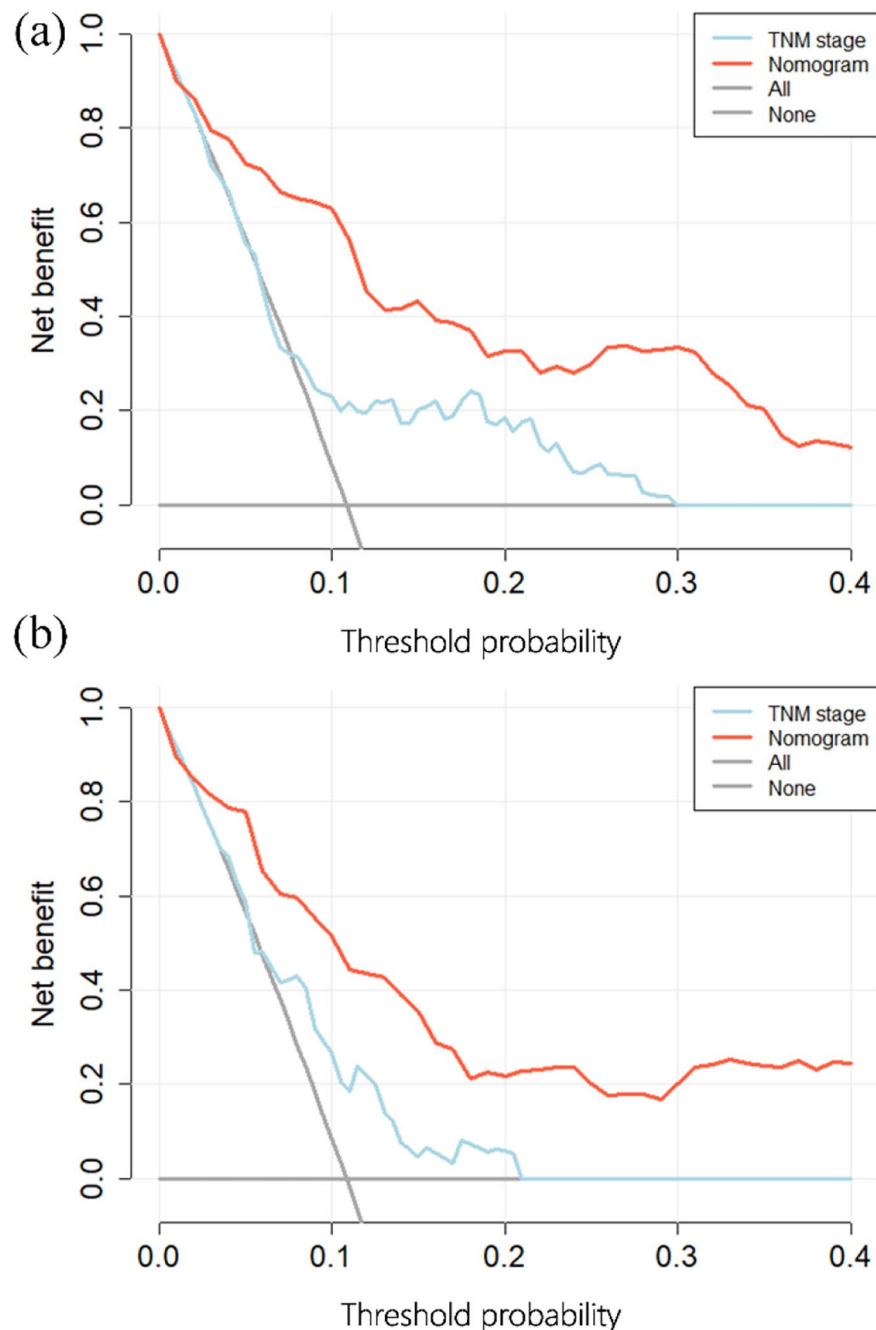 (a)
TNM stage
Nomogram
All
None
1.0
0.8
0.6
0.4
0.2
0.0
Net benefit
0.0 0.1 0.2 0.3 0.4
Threshold probability
(b)
TNM stage
Nomogram
All
None
1.0
0.8
0.6
0.4
0.2
0.0
Net benefit
0.0 0.1 0.2 0.3 0.4
Threshold probability